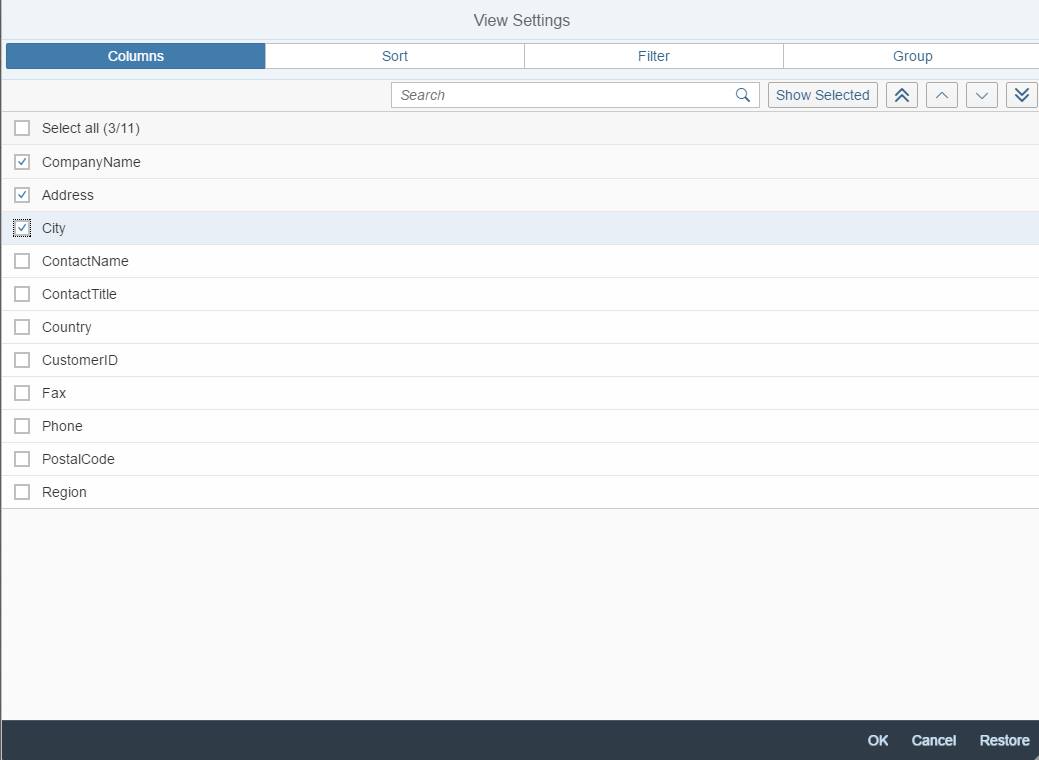 View Settings
Columns Sort Filter Group
Search Show Selected
Select all (3/11)
CompanyName
Address
City
ContactName
ContactTitle
Country
CustomerID
Fax
Phone
PostalCode
Region
OK Cancel Restore